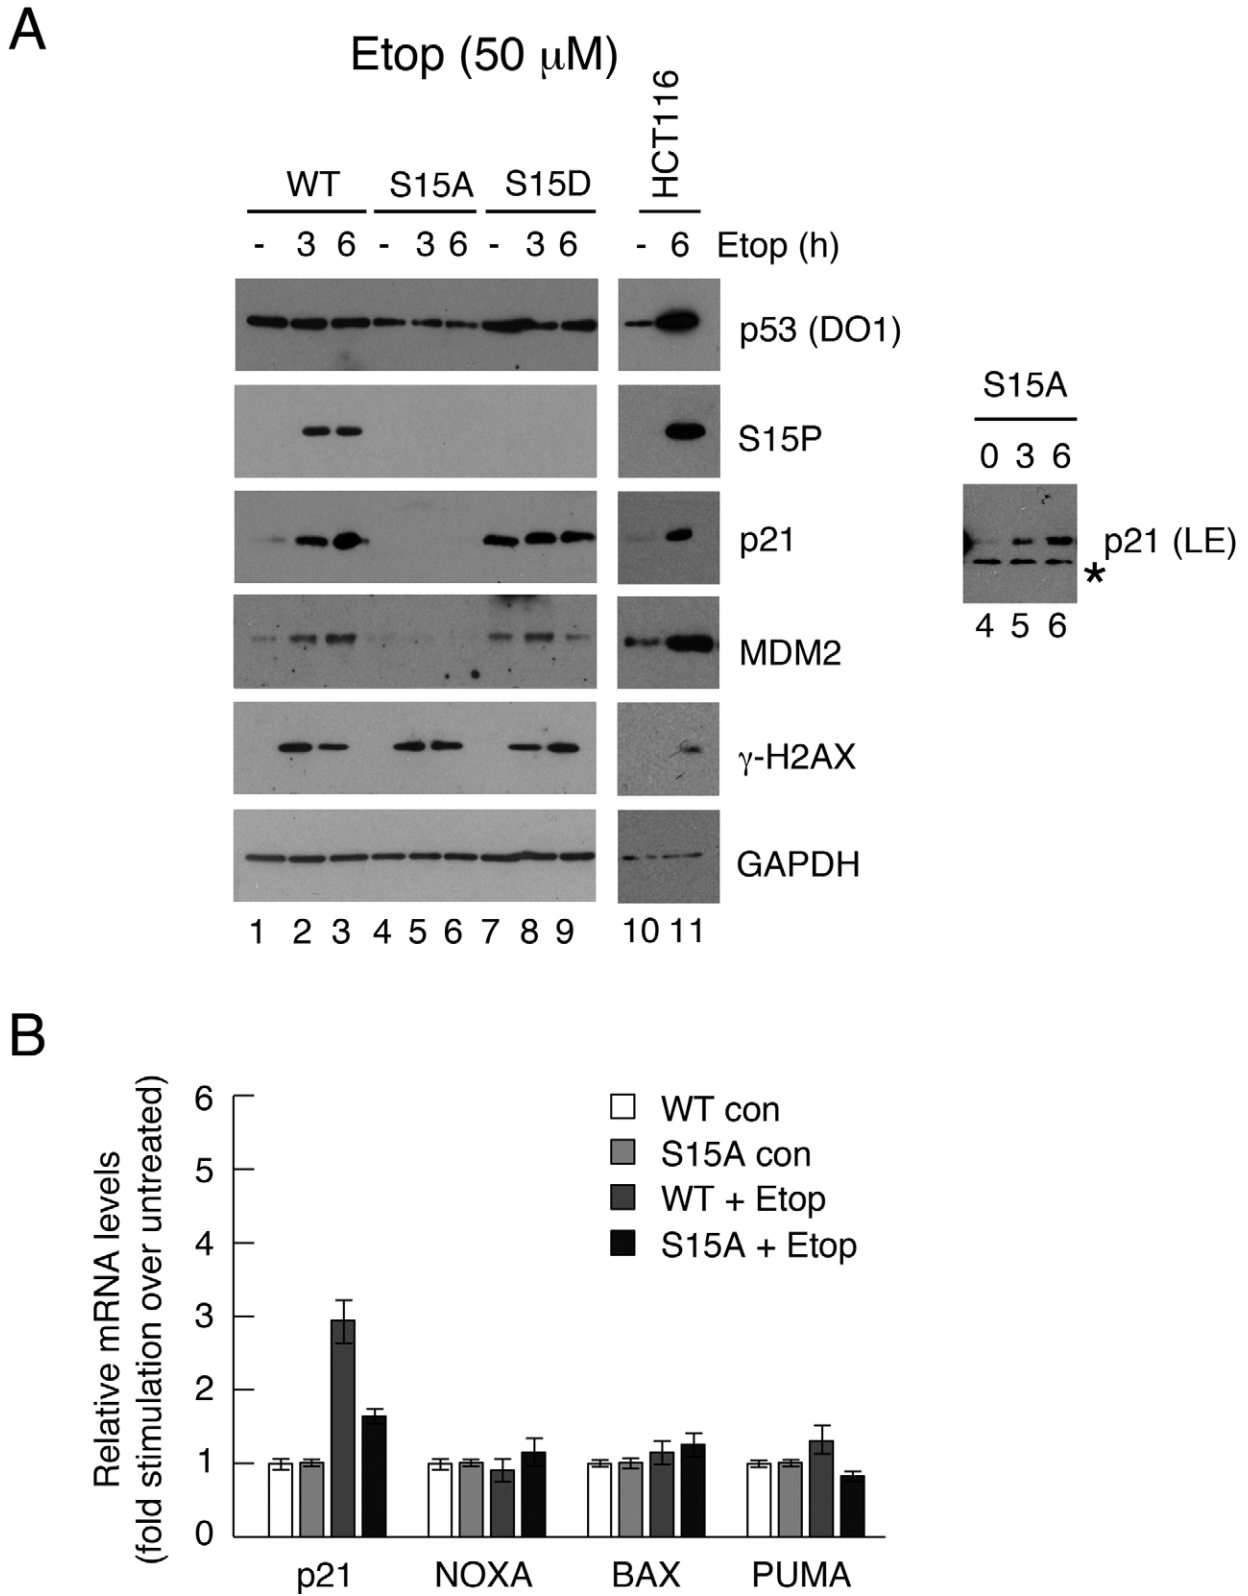 A
Etop (50 μM)
HCT116
WT S15A S15D
- 3 6 - 3 6 - 3 6 - 6 Etop (h)
p53 (DO1)
S15P
p21
MDM2
γ-H2AX
GAPDH
1 2 3 4 5 6 7 8 9 10 11
S15A
0 3 6
p21 (LE)
*
4 5 6
B
Relative mRNA levels
(fold stimulation over untreated)
6
5
4
3
2
1
0
WT con
S15A con
WT + Etop
S15A + Etop
p21 NOXA BAX PUMA